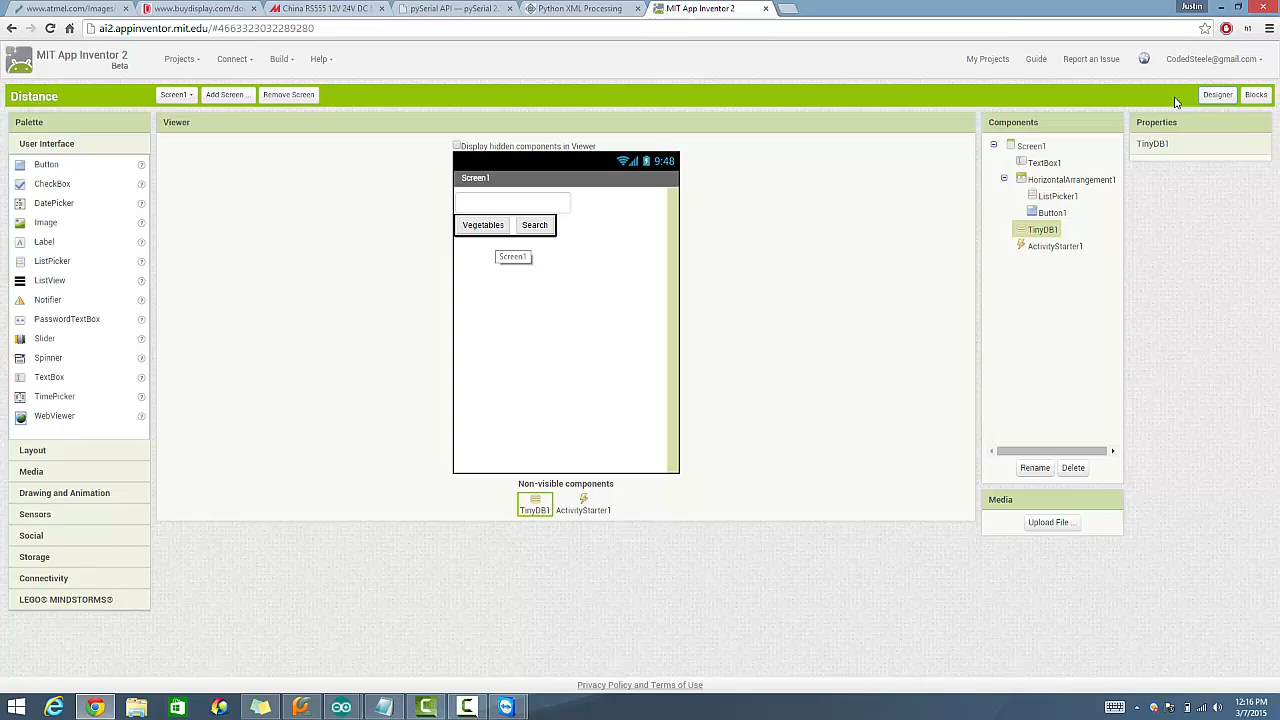 Justin
www.atmel.com/Images/
www.buydisplay.com/do
China RS555 12V 24V DC
pySerial API — pySerial 2.
Python XML Processing
MIT App Inventor 2
ai2.appinventor.mit.edu/#4663323032289280
MIT App Inventor 2
Beta
Projects Connect Build Help
My Projects Guide Report an Issue CodedSteele@gmail.com
Distance
Screen1 Add Screen ... Remove Screen
Designer Blocks
Palette
User Interface
Button
CheckBox
DatePicker
Image
Label
ListPicker
ListView
Notifier
PasswordTextBox
Slider
Spinner
TextBox
TimePicker
WebViewer
Layout
Media
Drawing and Animation
Sensors
Social
Storage
Connectivity
LEGO® MINDSTORMS®
Viewer
Display hidden components in Viewer
9:48
Screen1
Vegetables Search
Screen1
Non-visible components
TinyDB1 ActivityStarter1
Components
Screen1
TextBox1
HorizontalArrangement1
ListPicker1
Button1
TinyDB1
ActivityStarter1
Rename Delete
Media
Upload File ...
Properties
TinyDB1
Privacy Policy and Terms of Use
12:16 PM
3/7/2015